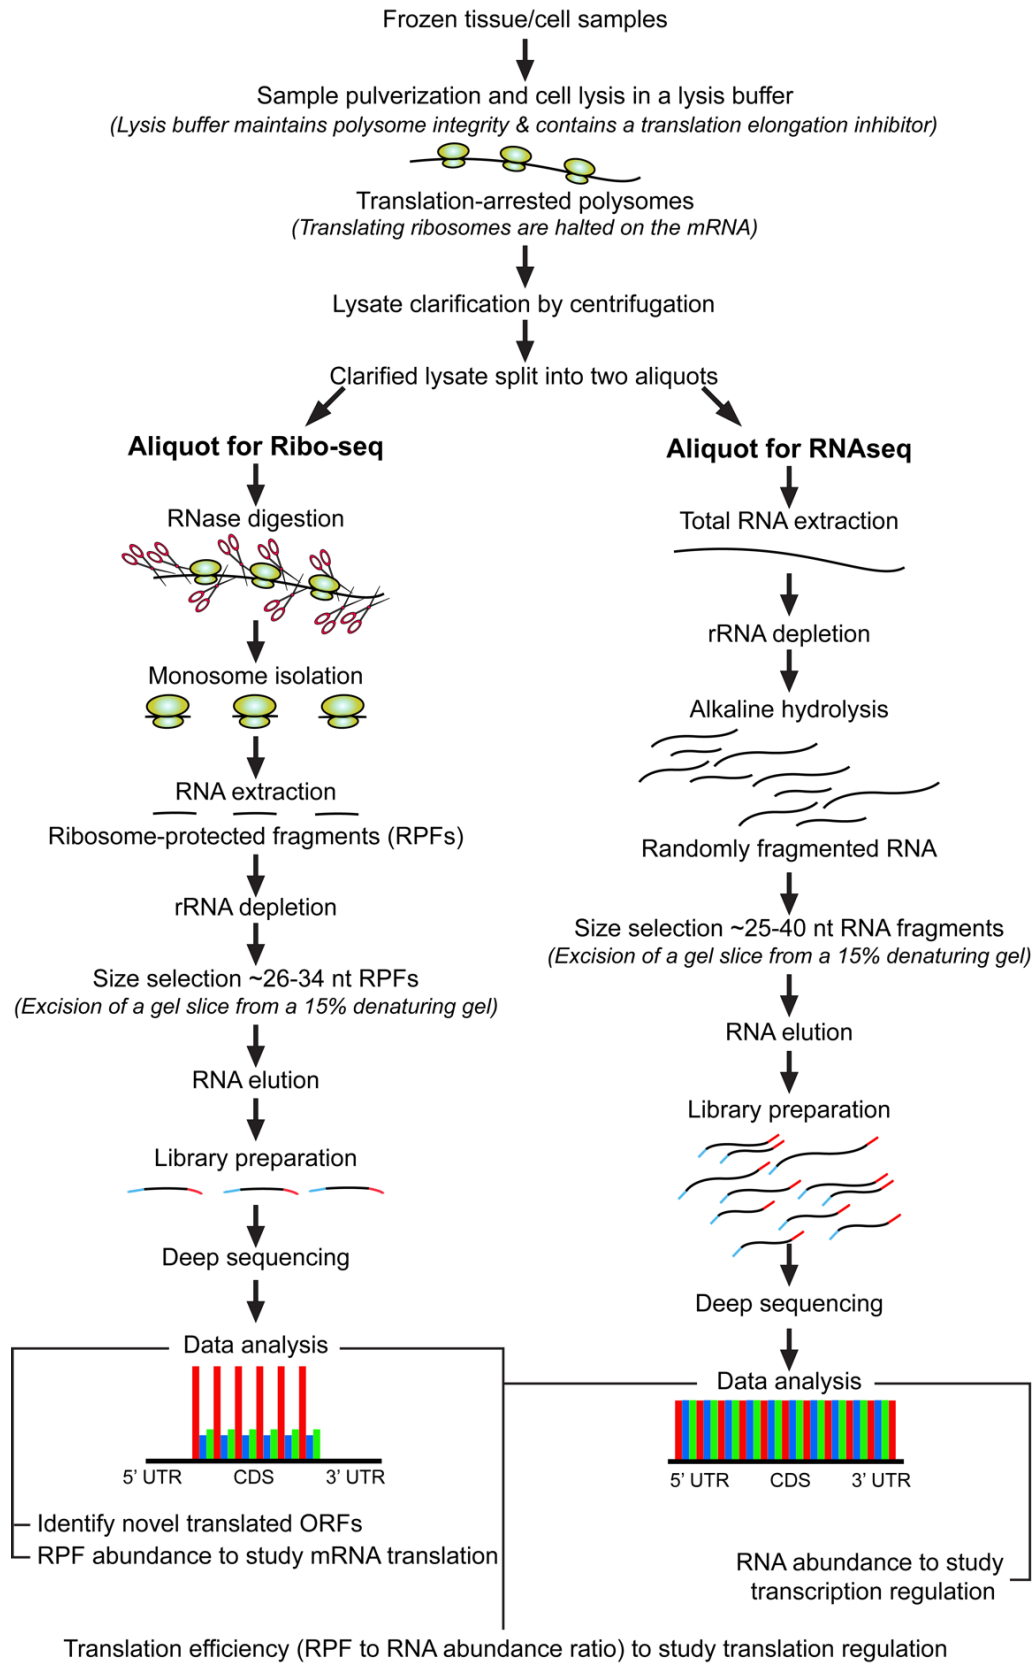 Frozen tissue/cell samples
Sample pulverization and cell lysis in a lysis buffer
(Lysis buffer maintains polysome integrity & contains a translation elongation inhibitor)
Translation-arrested polysomes
(Translating ribosomes are halted on the mRNA)
Lysate clarification by centrifugation
Clarified lysate split into two aliquots
Aliquot for Ribo-seq
RNase digestion
Monosome isolation
RNA extraction
Ribosome-protected fragments (RPFs)
rRNA depletion
Size selection ~26-34 nt RPFs
(Excision of a gel slice from a 15% denaturing gel)
RNA elution
Library preparation
Deep sequencing
Data analysis
5' UTR CDS 3' UTR
Identify novel translated ORFs
RPF abundance to study mRNA translation
Aliquot for RNAseq
Total RNA extraction
rRNA depletion
Alkaline hydrolysis
Randomly fragmented RNA
Size selection ~25-40 nt RNA fragments
(Excision of a gel slice from a 15% denaturing gel)
RNA elution
Library preparation
Deep sequencing
Data analysis
5' UTR CDS 3' UTR
RNA abundance to study
transcription regulation
Translation efficiency (RPF to RNA abundance ratio) to study translation regulation